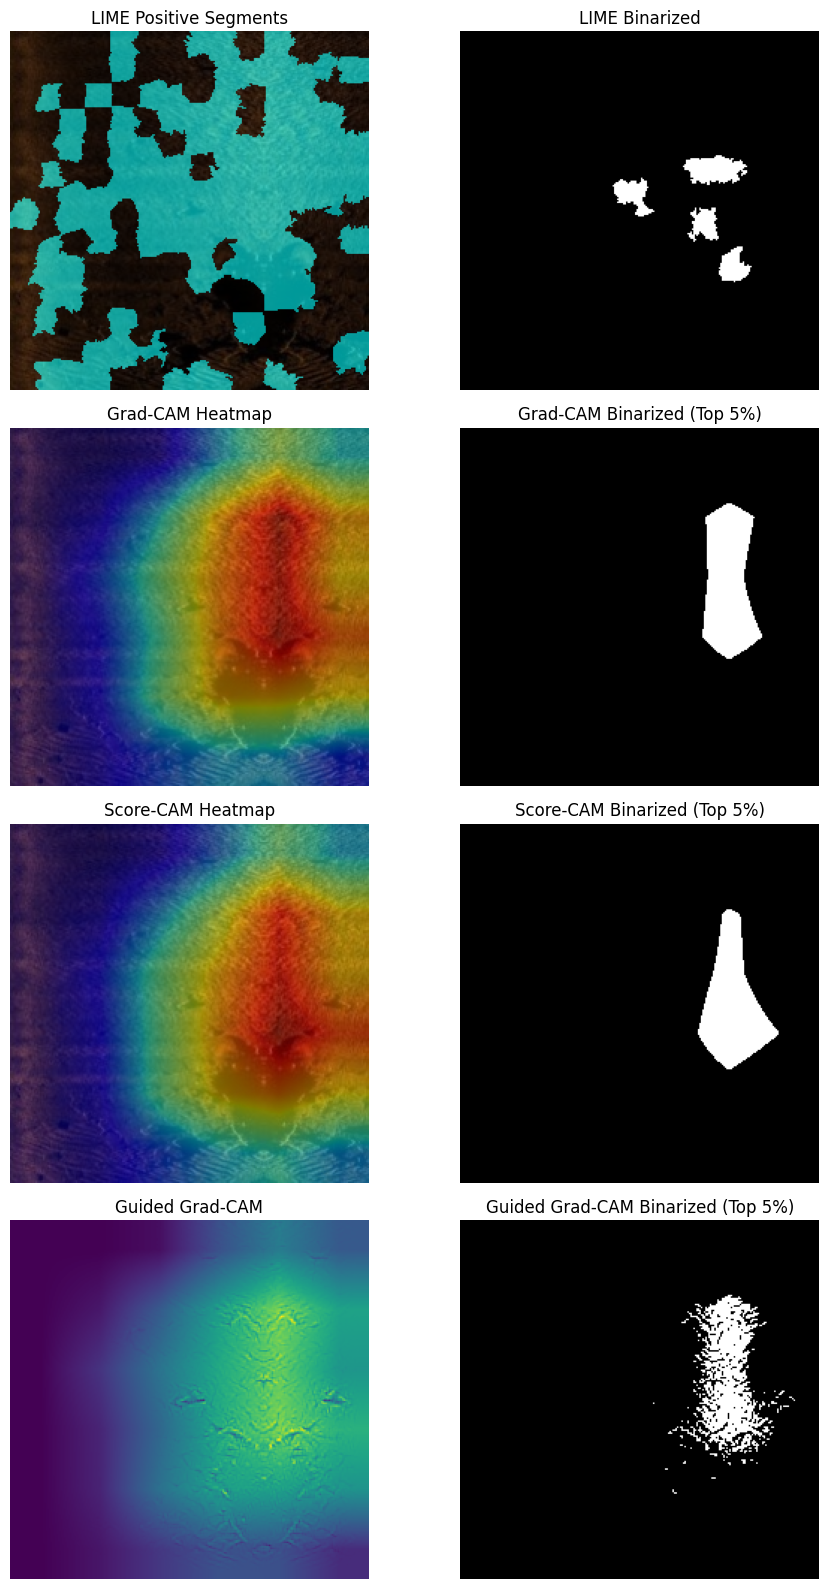 LIME Positive Segments
LIME Binarized
Grad-CAM Heatmap
Grad-CAM Binarized (Top 5%)
Score-CAM Heatmap
Score-CAM Binarized (Top 5%)
Guided Grad-CAM
Guided Grad-CAM Binarized (Top 5%)